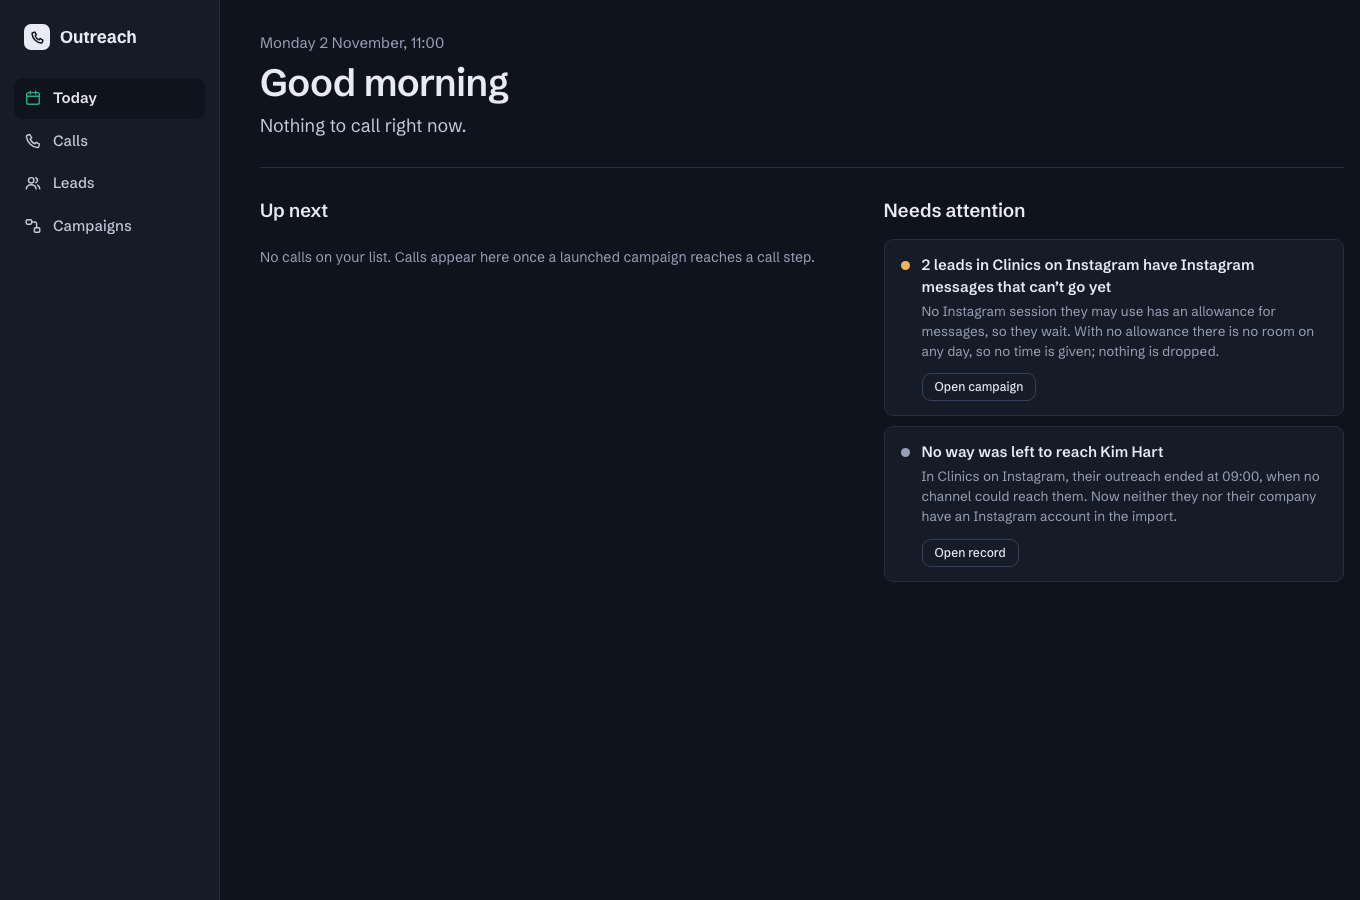 Outreach
Today
Calls
Leads
Campaigns
Monday 2 November, 11:00
Good morning
Nothing to call right now.
Up next
No calls on your list. Calls appear here once a launched campaign reaches a call step.
Needs attention
2 leads in Clinics on Instagram have Instagram
messages that can’t go yet
No Instagram session they may use has an allowance for
messages, so they wait. With no allowance there is no room on
any day, so no time is given; nothing is dropped.
Open campaign
No way was left to reach Kim Hart
In Clinics on Instagram, their outreach ended at 09:00, when no
channel could reach them. Now neither they nor their company
have an Instagram account in the import.
Open record